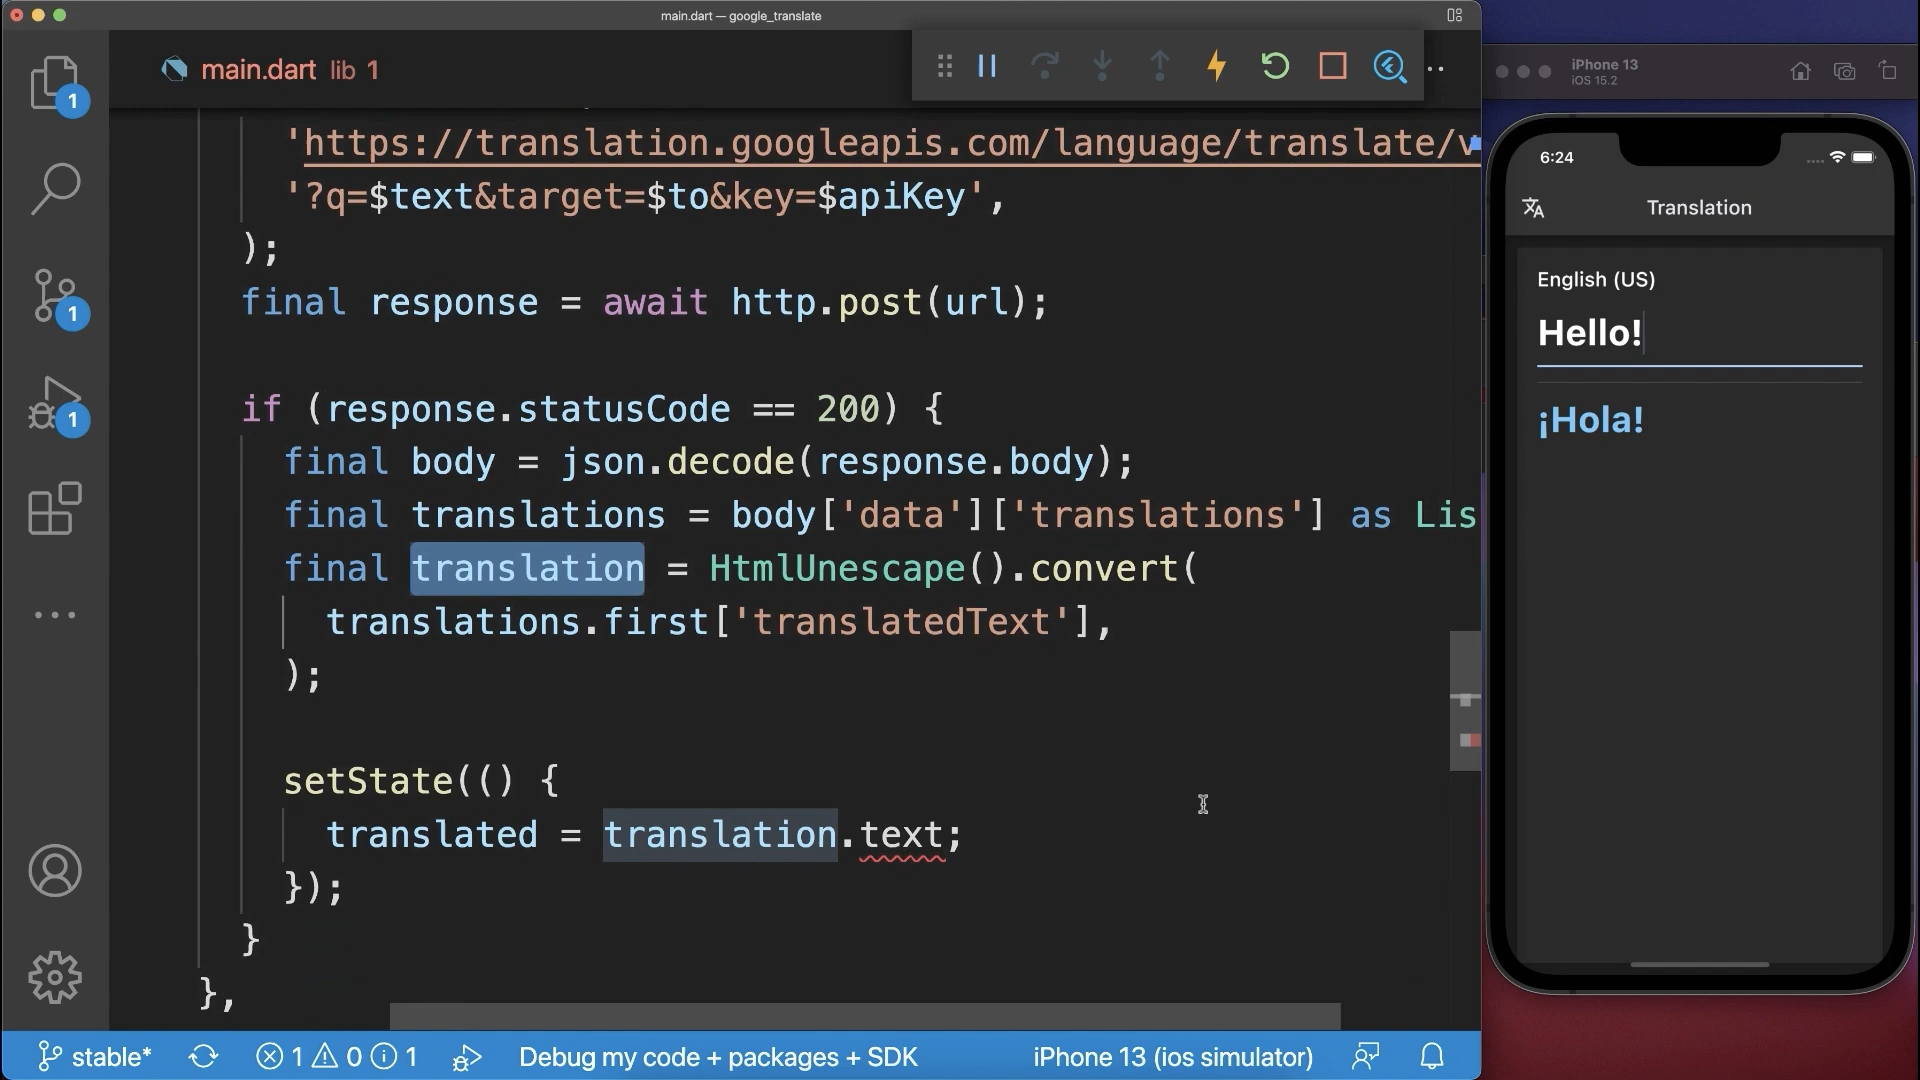 main.dart — google_translate
main.dart lib 1
'https://translation.googleapis.com/language/translate/v
'?q=$text&target=$to&key=$apiKey',
);
final response = await http.post(url);
if (response.statusCode == 200) {
final body = json.decode(response.body);
final translations = body['data']['translations'] as Lis
final translation = HtmlUnescape().convert(
translations.first['translatedText'],
);
setState(() {
translated = translation.text;
});
}
},
1
1
1
stable*
1 0 1
Debug my code + packages + SDK
iPhone 13 (ios simulator)
iPhone 13
iOS 15.2
6:24
Translation
English (US)
Hello!
¡Hola!